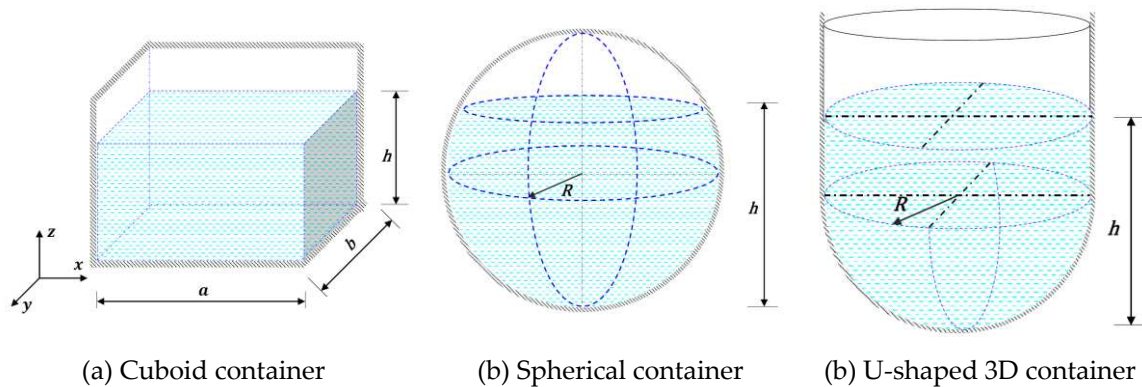 z
x
y
a
b
h
R
h
R
h
(a) Cuboid container
(b) Spherical container
(b) U-shaped 3D container